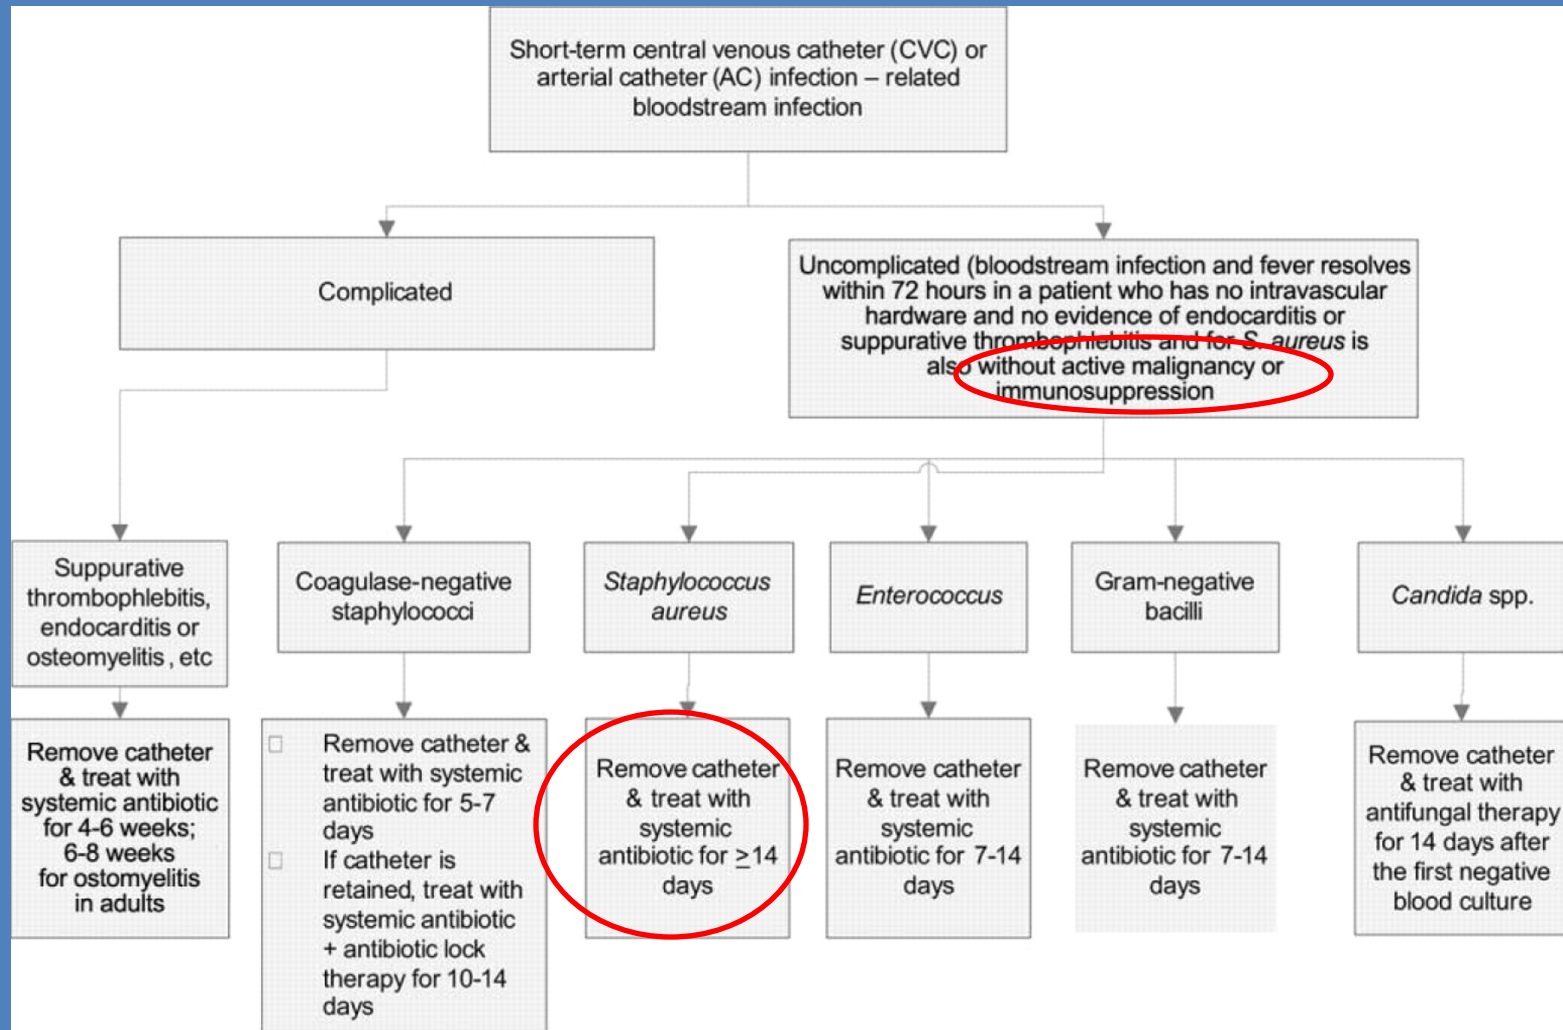 Short-term central venous catheter (CVC) or
arterial catheter (AC) infection – related
bloodstream infection
Complicated
Uncomplicated (bloodstream infection and fever resolves
within 72 hours in a patient who has no intravascular
hardware and no evidence of endocarditis or
suppurative thrombophlebitis and for S. aureus is
also without active malignancy or
immunosuppression
Suppurative
thrombophlebitis,
endocarditis or
osteomyelitis , etc
Coagulase-negative
staphylococci
Staphylococcus
aureus
Enterococcus
Gram-negative
bacilli
Candida spp.
Remove catheter
& treat with
systemic antibiotic
for 4-6 weeks;
6-8 weeks
for ostomyelitis
in adults
Remove catheter &
treat with systemic
antibiotic for 5-7
days
If catheter is
retained, treat with
systemic antibiotic
+ antibiotic lock
therapy for 10-14
days
Remove catheter
& treat with
systemic
antibiotic for ≥14
days
Remove catheter
& treat with
systemic
antibiotic for 7-14
days
Remove catheter
& treat with
systemic
antibiotic for 7-14
days
Remove catheter
& treat with
antifungal therapy
for 14 days after
the first negative
blood culture